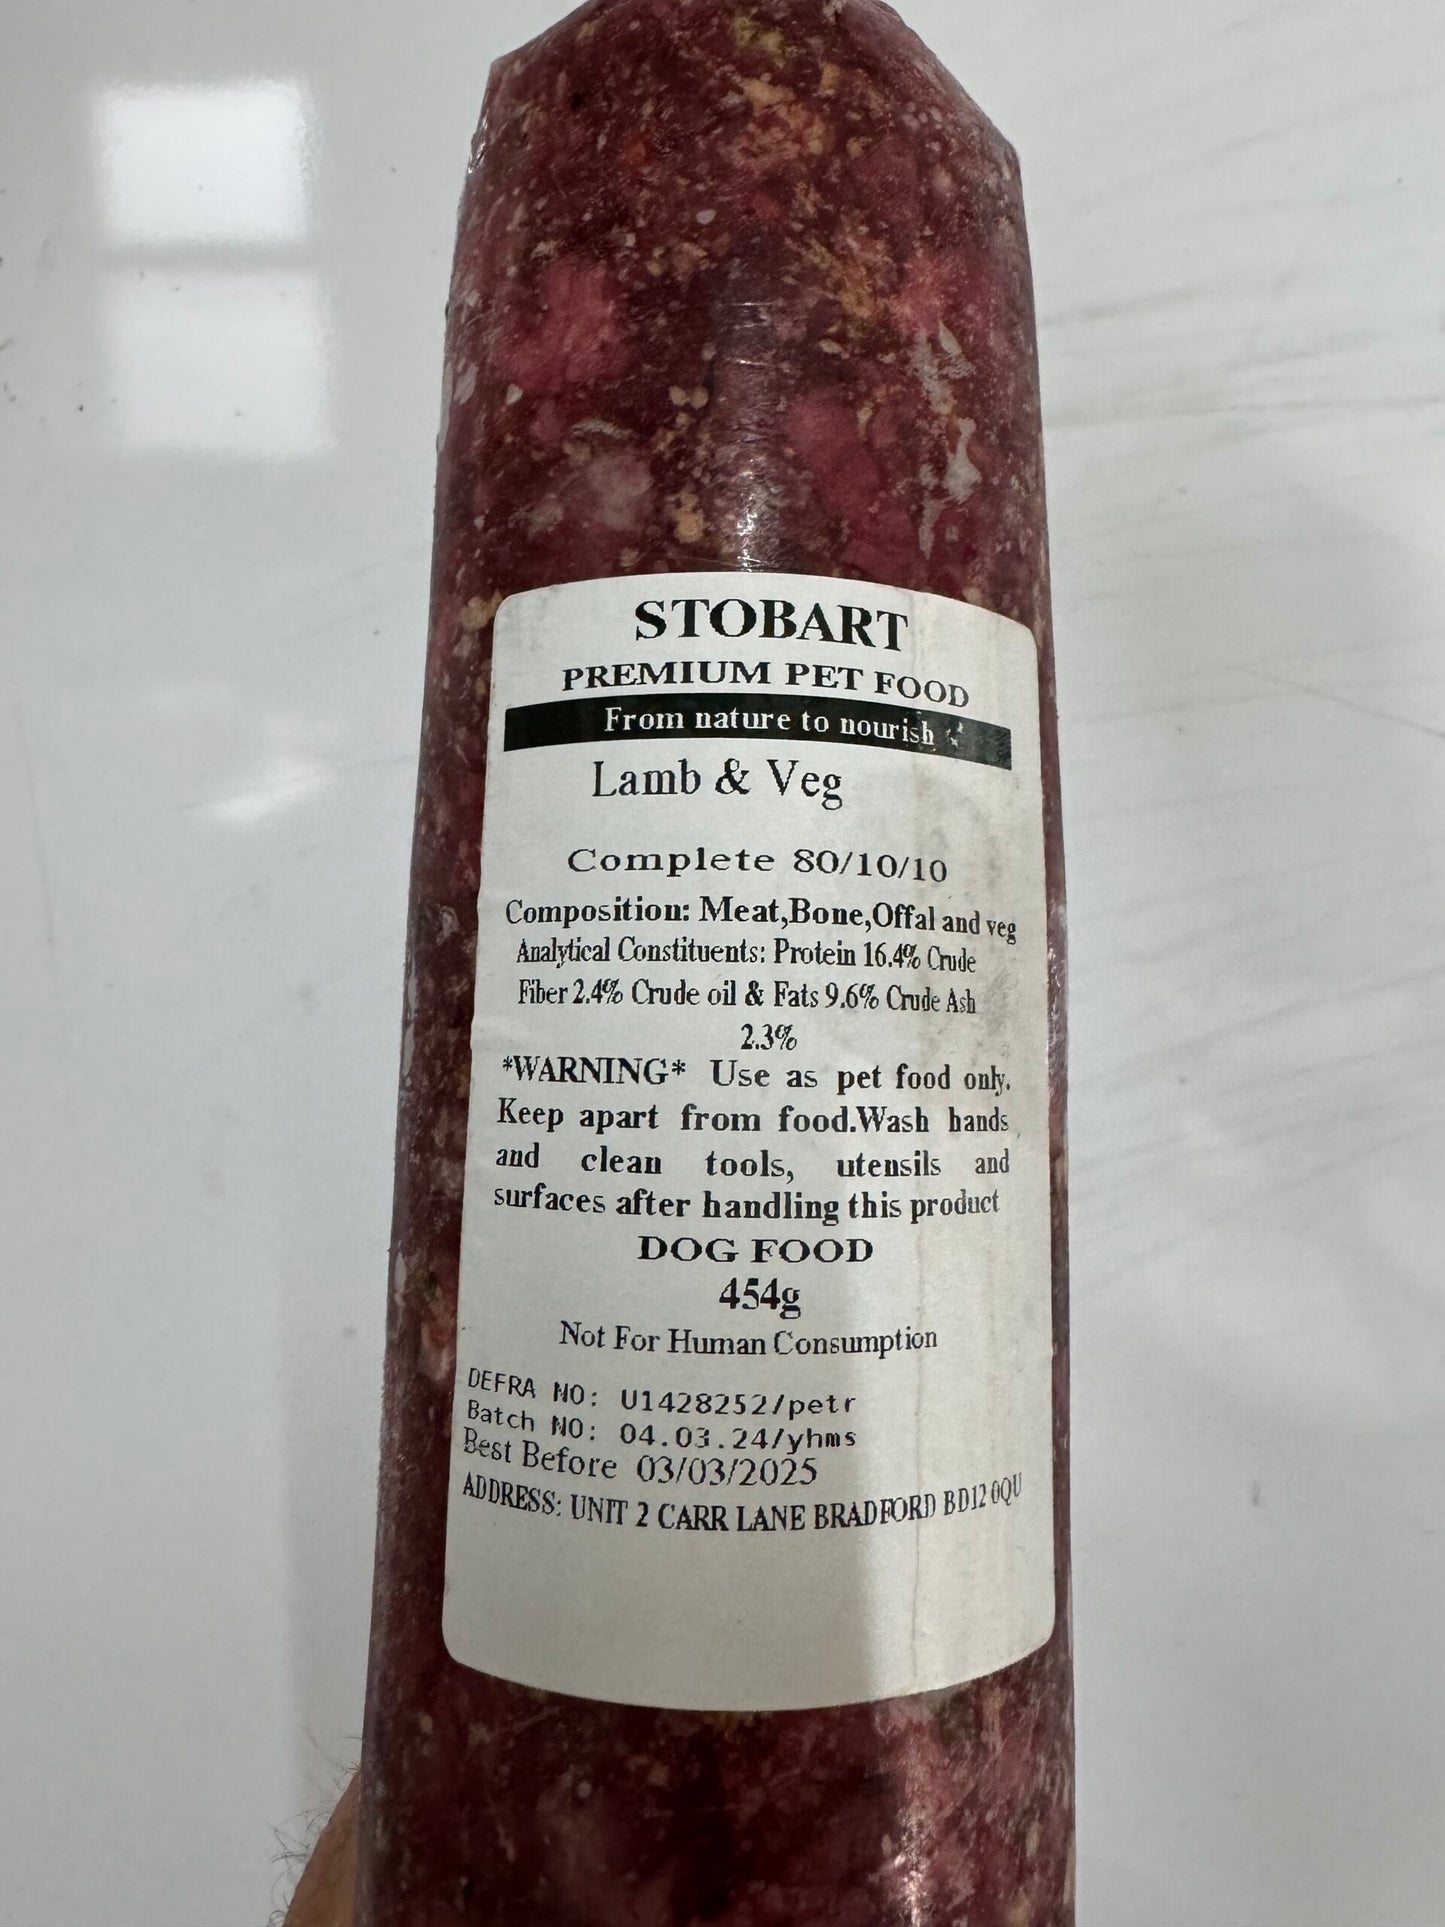 STOBART
PREMIUM PET FOOD
From nature to nourish
Lamb & Veg
Complete 80/10/10
Composition: Meat,Bone,Offal and veg
Analytical Constituents: Protein 16.4% Crude
Fiber 2.4% Crude oil & Fats 9.6% Crude Ash
2.3%
*WARNING* Use as pet food only.
Keep apart from food.Wash hands
and clean tools, utensils and
surfaces after handling this product
DOG FOOD
454g
Not For Human Consumption
DEFRA NO: U1428252/petr
Batch NO: 04.03.24/yhms
Best Before 03/03/2025
ADDRESS: UNIT 2 CARR LANE BRADFORD BD12 0QU